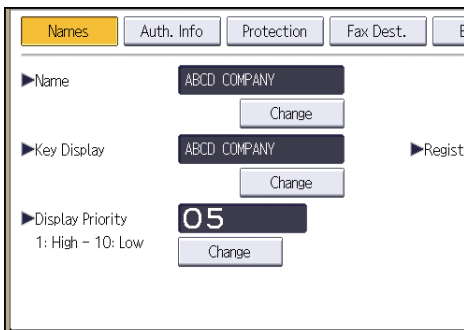 Names Auth. Info Protection Fax Dest. E
▶Name ABCD COMPANY
Change
▶Key Display ABCD COMPANY ▶Regist
Change
▶Display Priority 05
1: High - 10: Low Change